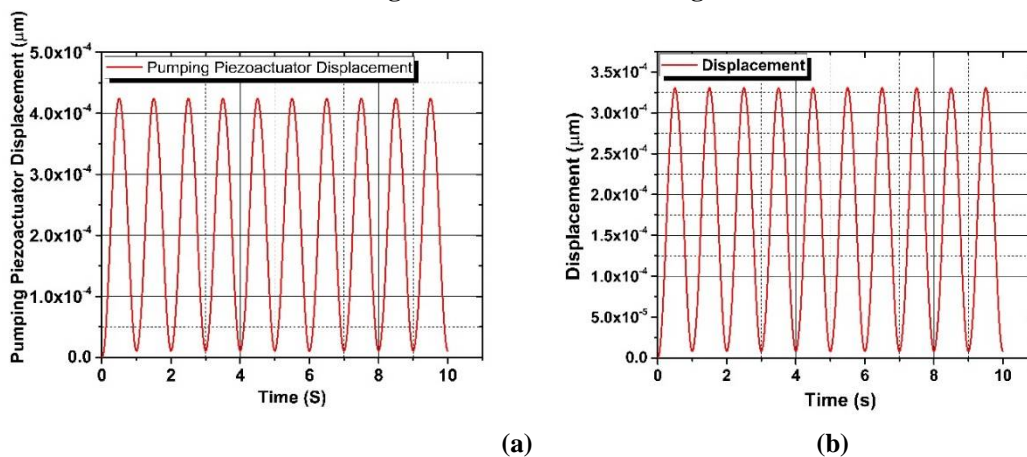 5.0x10⁻⁴
4.0x10⁻⁴
3.0x10⁻⁴
2.0x10⁻⁴
1.0x10⁻⁴
0.0
Pumping Piezoactuator Displacement (μm)
Pumping Piezoactuator Displacement
0 2 4 6 8 10
Time (S)
3.5x10⁻⁴
3.0x10⁻⁴
2.5x10⁻⁴
2.0x10⁻⁴
1.5x10⁻⁴
1.0x10⁻⁴
5.0x10⁻⁵
0.0
Displacement (μm)
Displacement
0 2 4 6 8 10
Time (s)
(a) (b)